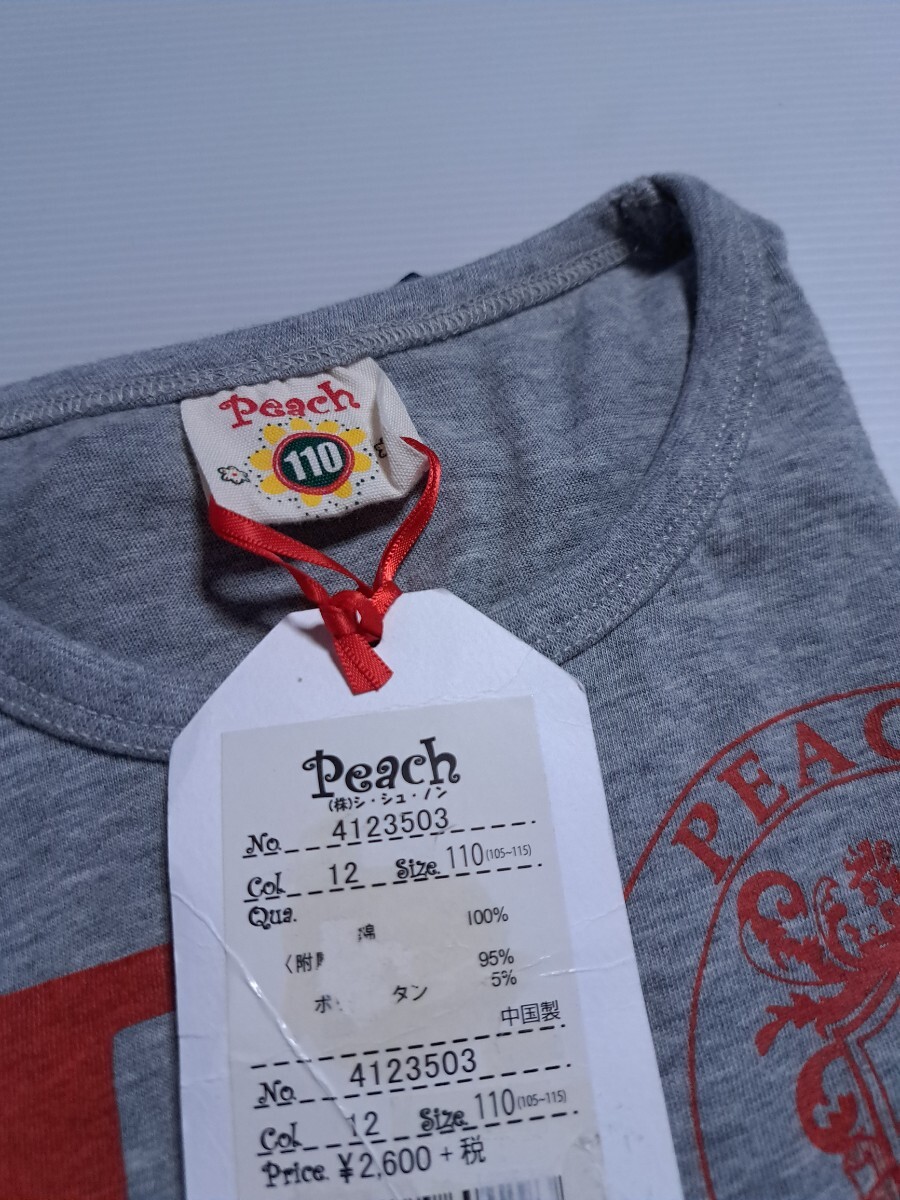 Peach
110
Peach
(株)シ・シュ・ノン
No. 4123503
Col. 12 Size. 110(105~115)
Qua.
綿 100%
〈附 95%
ポ タン 5%
中国製
No. 4123503
Col. 12 Size. 110(105~115)
Price. ¥2,600+税
PEAC